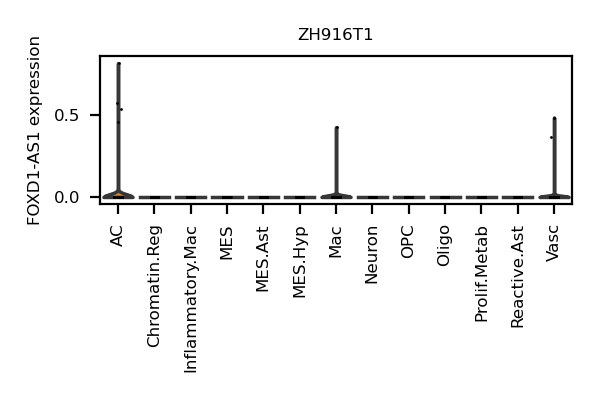 ZH916T1
FOXD1-AS1 expression
0.5
0.0
AC
Chromatin.Reg
Inflammatory.Mac
MES
MES.Ast
MES.Hyp
Mac
Neuron
OPC
Oligo
Prolif.Metab
Reactive.Ast
Vasc